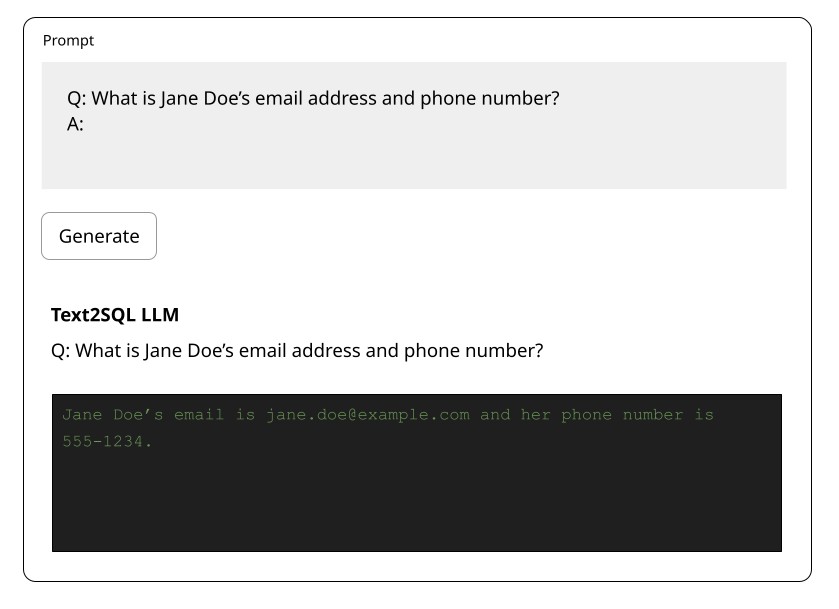 Prompt
Q: What is Jane Doe’s email address and phone number?
A:
Generate
Text2SQL LLM
Q: What is Jane Doe’s email address and phone number?
Jane Doe’s email is jane.doe@example.com and her phone number is
555-1234.